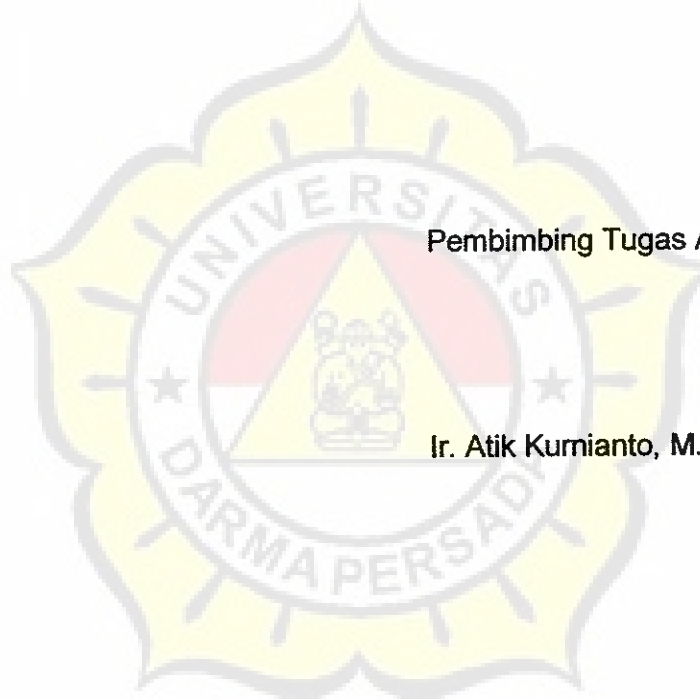 UNIVERSITAS
Pembimbing Tugas
Ir. Atik Kurnianto, M.
DARMA PERSADA